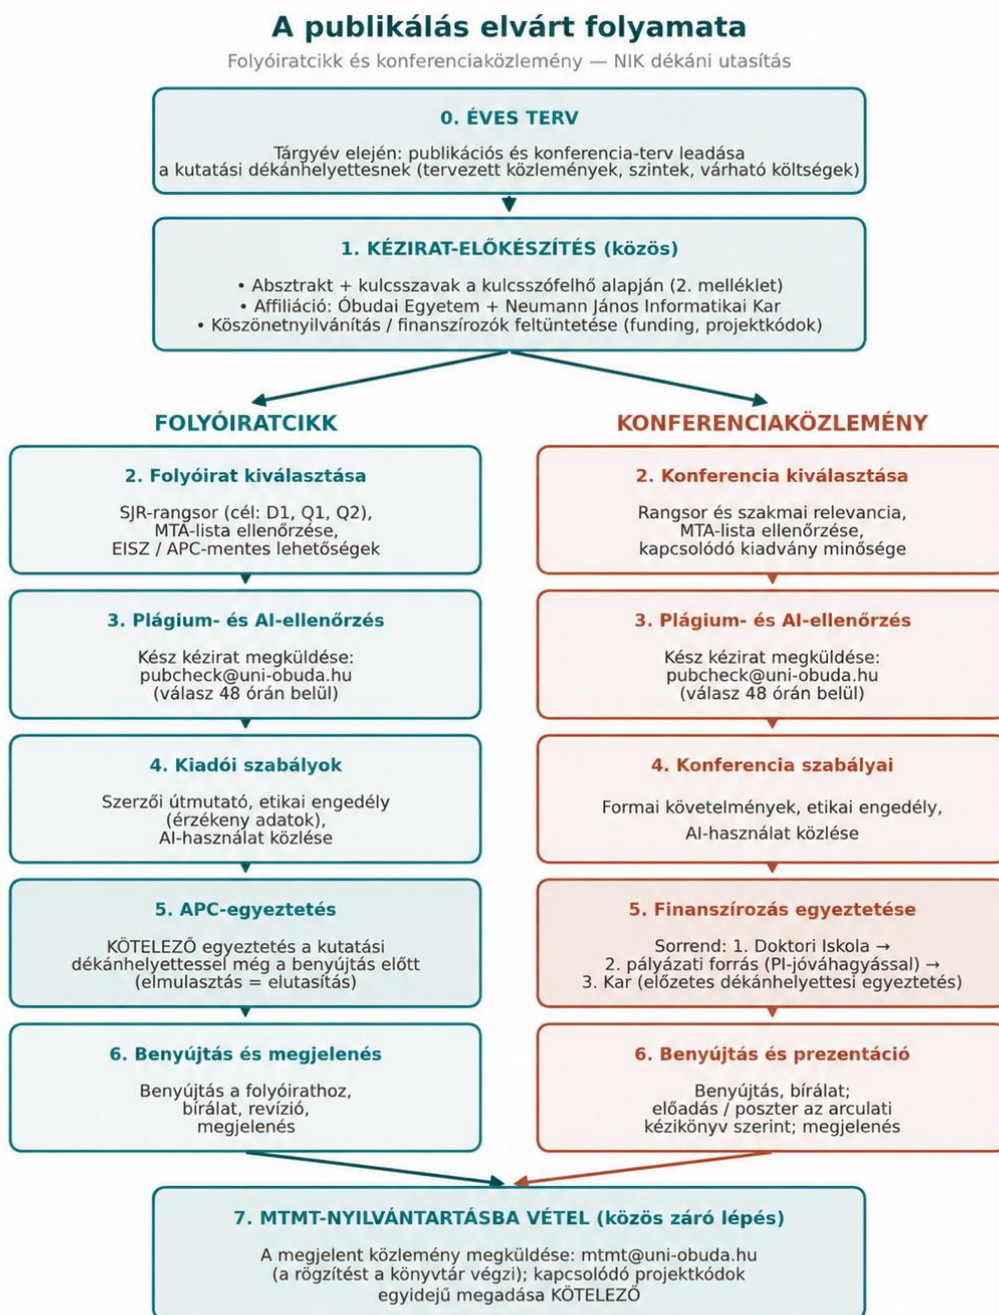 A publikálás elvárt folyamata
Folyóiratcikk és konferenciaközlemény — NIK dékáni utasítás
0. ÉVES TERV
Tárgyév elején: publikációs és konferencia-terv leadása
a kutatási dékánhelyettesnek (tervezett közlemények, szintek, várható költségek)
1. KÉZIRAT-ELŐKÉSZÍTÉS (közös)
• Absztrakt + kulcsszavak a kulcsszófelhő alapján (2. melléklet)
• Affiliáció: Óbudai Egyetem + Neumann János Informatikai Kar
• Köszönetnyilvánítás / finanszírozók feltüntetése (funding, projektkódok)
FOLYÓIRATCIKK
2. Folyóirat kiválasztása
SJR-rangsor (cél: D1, Q1, Q2),
MTA-lista ellenőrzése,
EISZ / APC-mentes lehetőségek
3. Plágium- és AI-ellenőrzés
Kész kézirat megküldése:
pubcheck@uni-obuda.hu
(válasz 48 órán belül)
4. Kiadói szabályok
Szerzői útmutató, etikai engedély
(érzékeny adatok),
AI-használat közlése
5. APC-egyeztetés
KÖTELEZŐ egyeztetés a kutatási
dékánhelyettessel még a benyújtás előtt
(elmulasztás = elutasítás)
6. Benyújtás és megjelenés
Benyújtás a folyóirathoz,
bírálat, revízió,
megjelenés
KONFERENCIAKÖZLEMÉNY
2. Konferencia kiválasztása
Rangsor és szakmai relevancia,
MTA-lista ellenőrzése,
kapcsolódó kiadvány minősége
3. Plágium- és AI-ellenőrzés
Kész kézirat megküldése:
pubcheck@uni-obuda.hu
(válasz 48 órán belül)
4. Konferencia szabályai
Formai követelmények, etikai engedély,
AI-használat közlése
5. Finanszírozás egyeztetése
Sorrend: 1. Doktori Iskola →
2. pályázati forrás (PI-jóváhagyással) →
3. Kar (előzetes dékánhelyettesi egyeztetés)
6. Benyújtás és prezentáció
Benyújtás, bírálat;
előadás / poszter az arculati
kézikönyv szerint; megjelenés
7. MTMT-NYILVÁNTARTÁSBA VÉTEL (közös záró lépés)
A megjelent közlemény megküldése: mtmt@uni-obuda.hu
(a rögzítést a könyvtár végzi); kapcsolódó projektkódok
egyidejű megadása KÖTELEZŐ